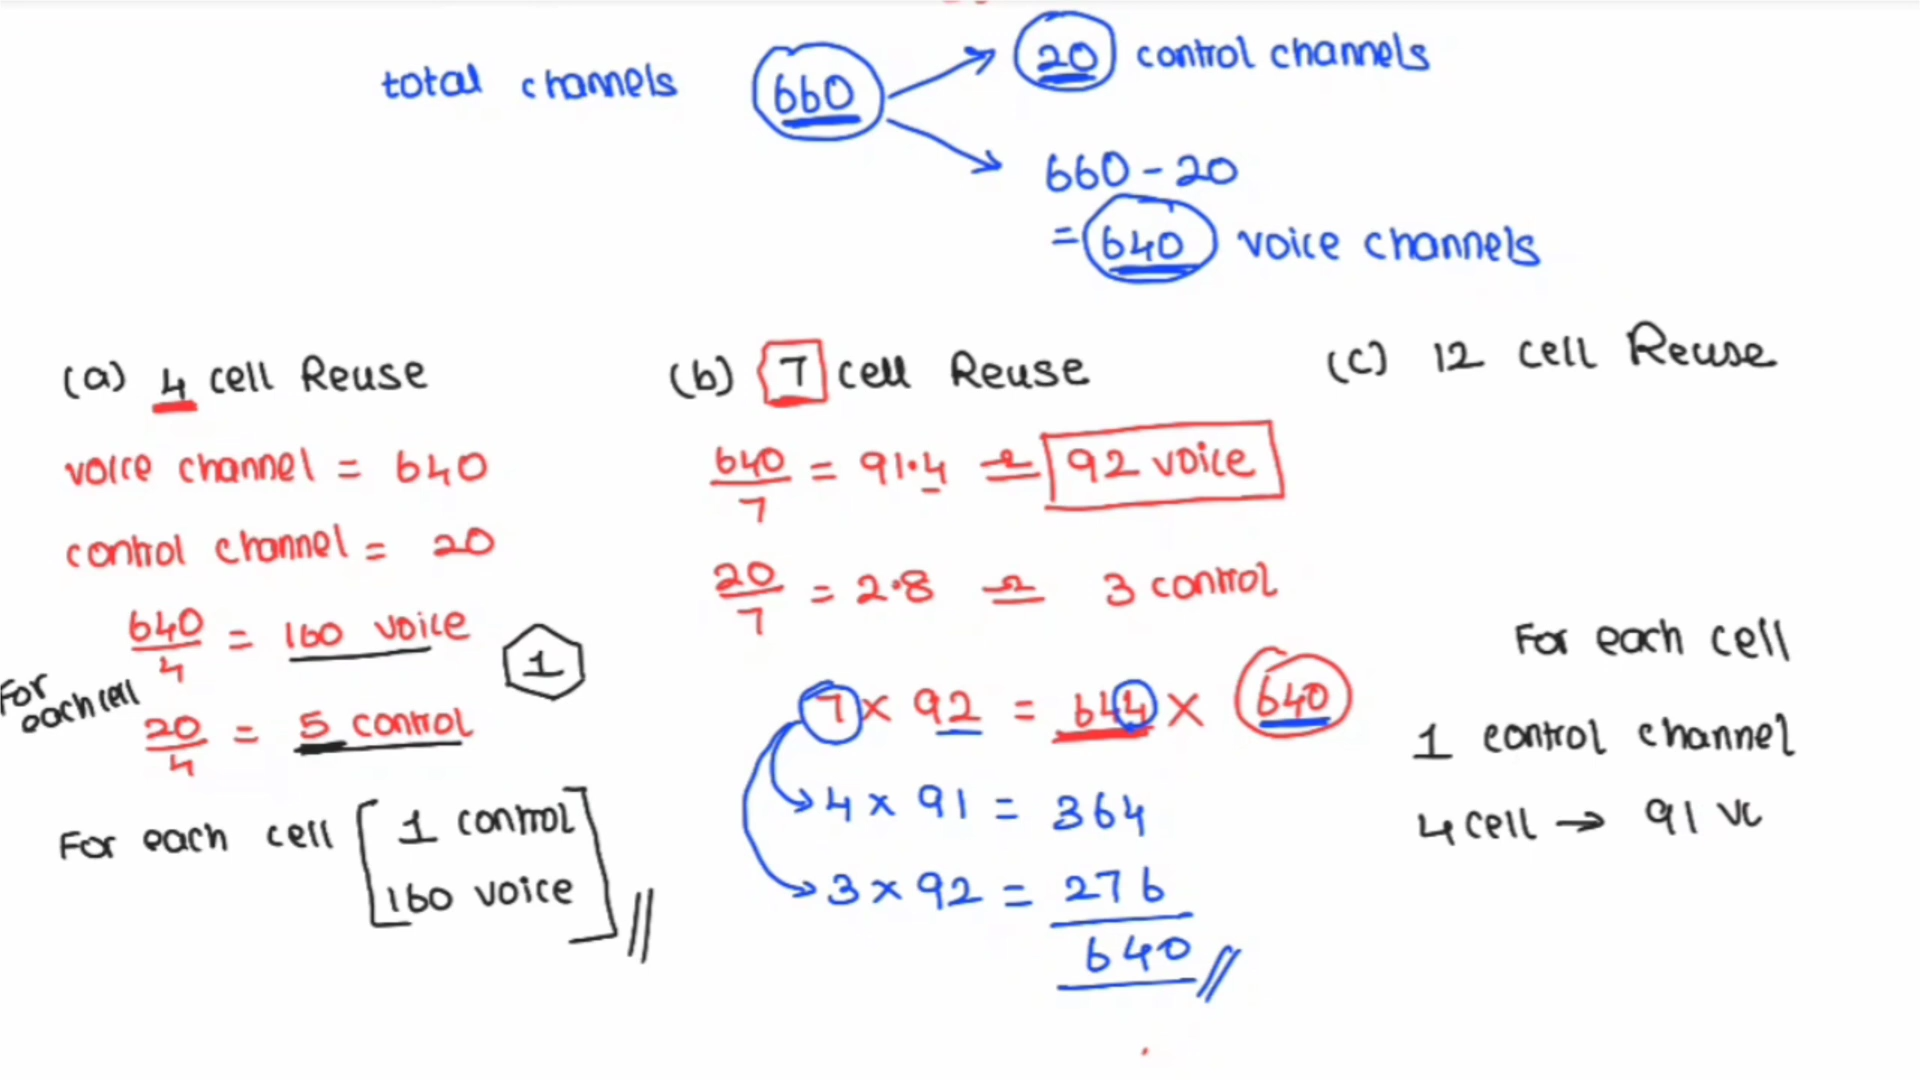 total channels 660 → 20 control channels
→ 660 - 20
= 640 voice channels
(a) 4 cell Reuse
voice channel = 640
control channel = 20
640/4 = 160 voice
1
For each cell
20/4 = 5 control
For each cell [ 1 control
160 voice ]
(b) 7 cell Reuse
640/7 = 91.4 ≃ 92 voice
20/7 = 2.8 ≃ 3 control
7 × 92 = 644 × 640
→ 4 × 91 = 364
→ 3 × 92 = 276
640
(c) 12 cell Reuse
For each cell
1 control channel
4 cell → 91 vc